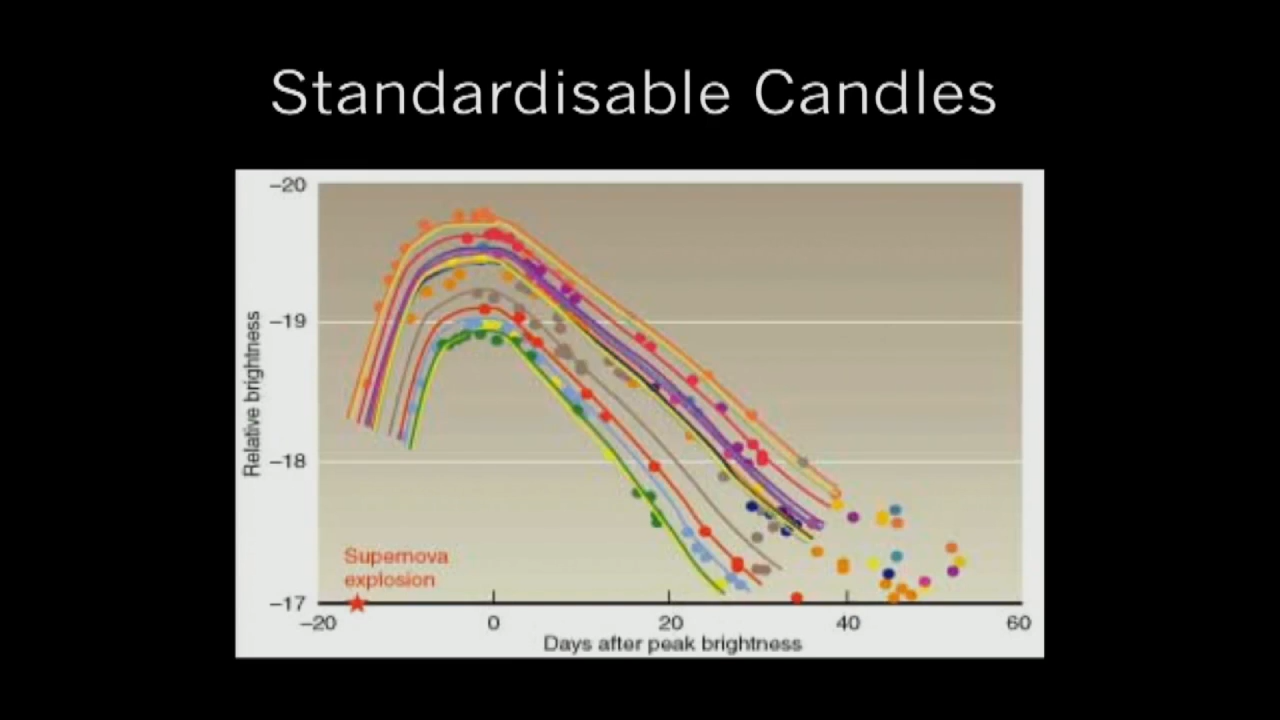 Standardisable Candles
–20
–19
–18
–17
Relative brightness
Supernova
explosion
–20 0 20 40 60
Days after peak brightness